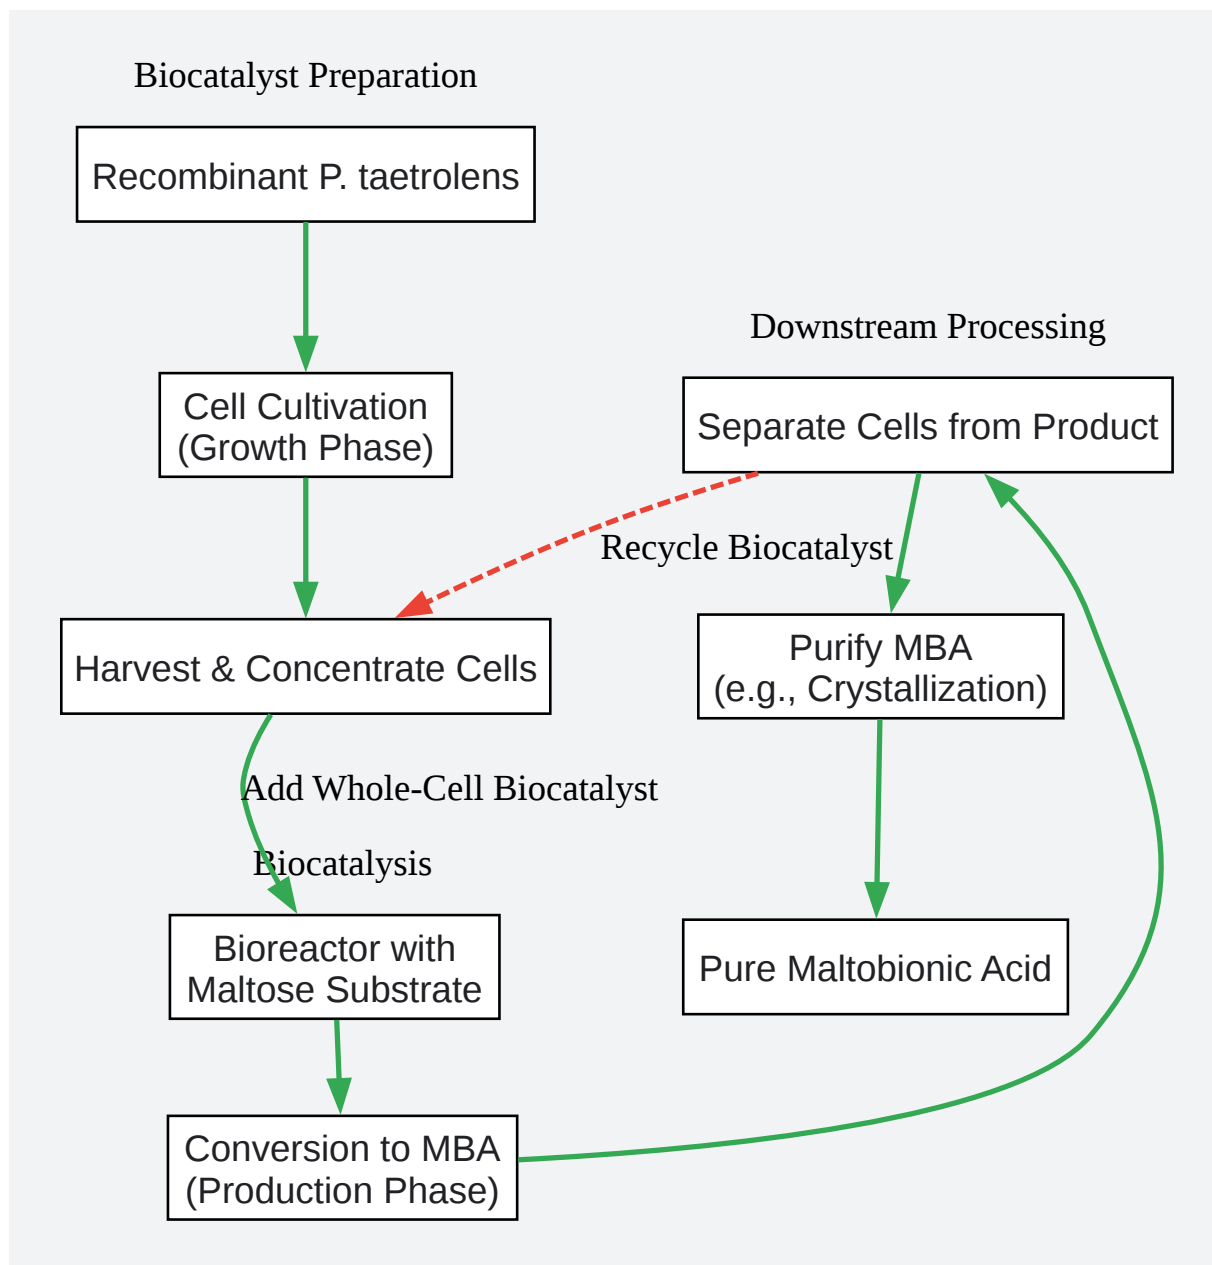 Biocatalyst Preparation
Recombinant P. taetrolens
Cell Cultivation
(Growth Phase)
Harvest & Concentrate Cells
Add Whole-Cell Biocatalyst
Biocatalysis
Bioreactor with
Maltose Substrate
Conversion to MBA
(Production Phase)
Downstream Processing
Separate Cells from Product
Recycle Biocatalyst
Purify MBA
(e.g., Crystallization)
Pure Maltobionic Acid